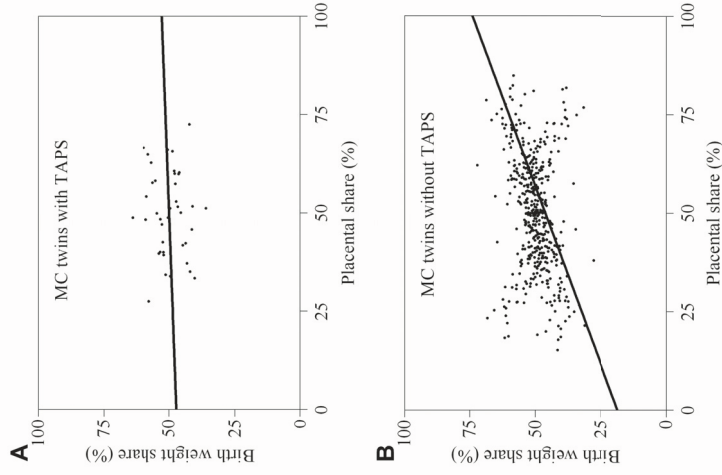 A
MC twins with TAPS
Birth weight share (%)
100
75
50
25
0
0
25
50
75
100
Placental share (%)
B
MC twins without TAPS
Birth weight share (%)
100
75
50
25
0
0
25
50
75
100
Placental share (%)